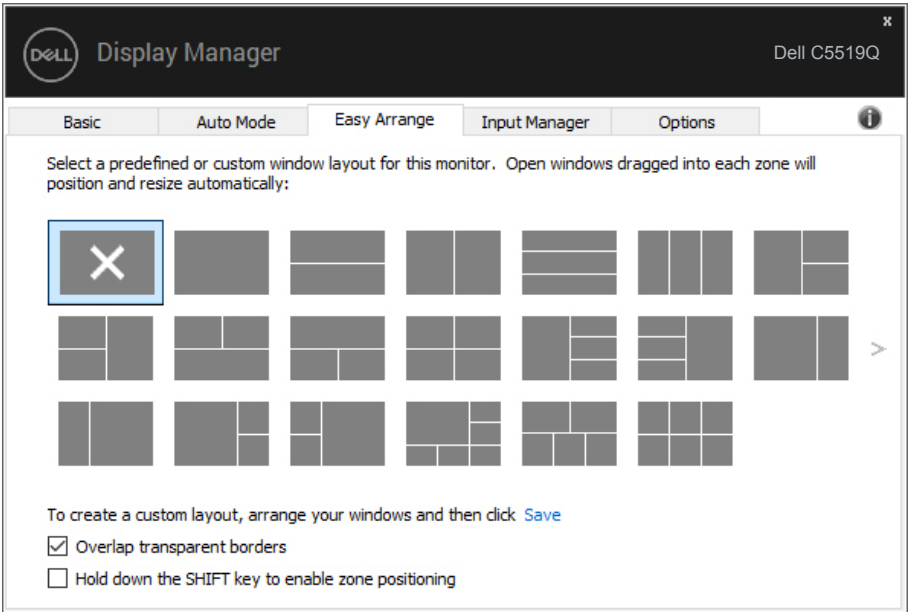 x
DELL
Display Manager
Dell C5519Q
Basic
Auto Mode
Easy Arrange
Input Manager
Options
i
Select a predefined or custom window layout for this monitor. Open windows dragged into each zone will
position and resize automatically:
>
To create a custom layout, arrange your windows and then click Save
Overlap transparent borders
Hold down the SHIFT key to enable zone positioning